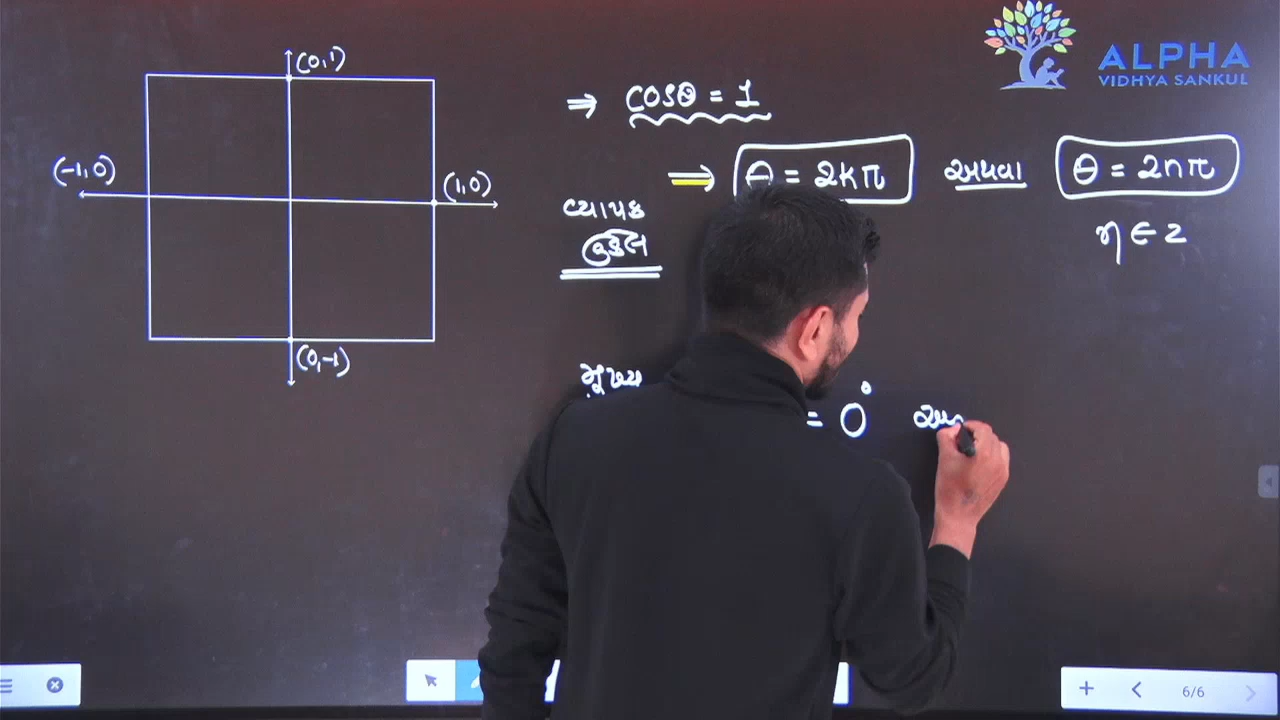 ALPHA
VIDHYA SANKUL
(0,1)
(-1,0)
(1,0)
(0,-1)
⇒ cosθ = 1
⇒ θ = 2kπ અથવા θ = 2nπ
વ્યાપક
ઉકેલ
η ∈ z
મુખ્ય
= 0°
6/6